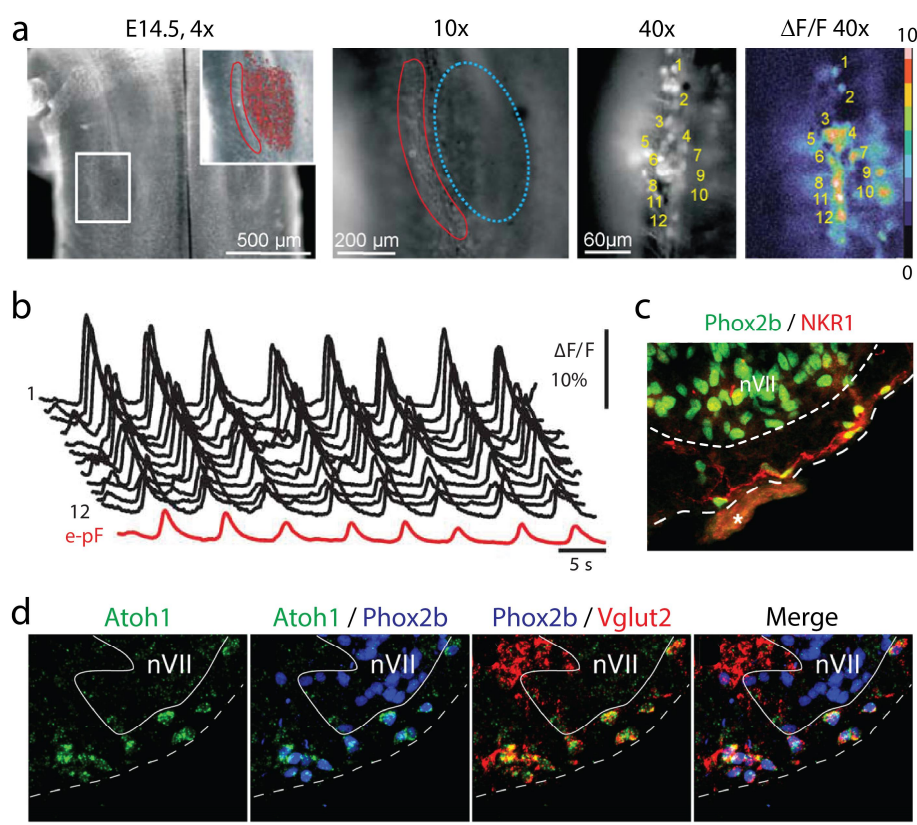 a
E14.5, 4x
10x
40x
ΔF/F 40x
10
500 µm
200 µm
60µm
1
2
3
4
5
6
7
8
9
10
11
12
1
2
3
4
5
6
7
8
9
10
11
12
0
b
ΔF/F
10%
1
12
e-pF
5 s
c
Phox2b / NKR1
nVII
*
d
Atoh1
Atoh1 / Phox2b
Phox2b / Vglut2
Merge
nVII
nVII
nVII
nVII